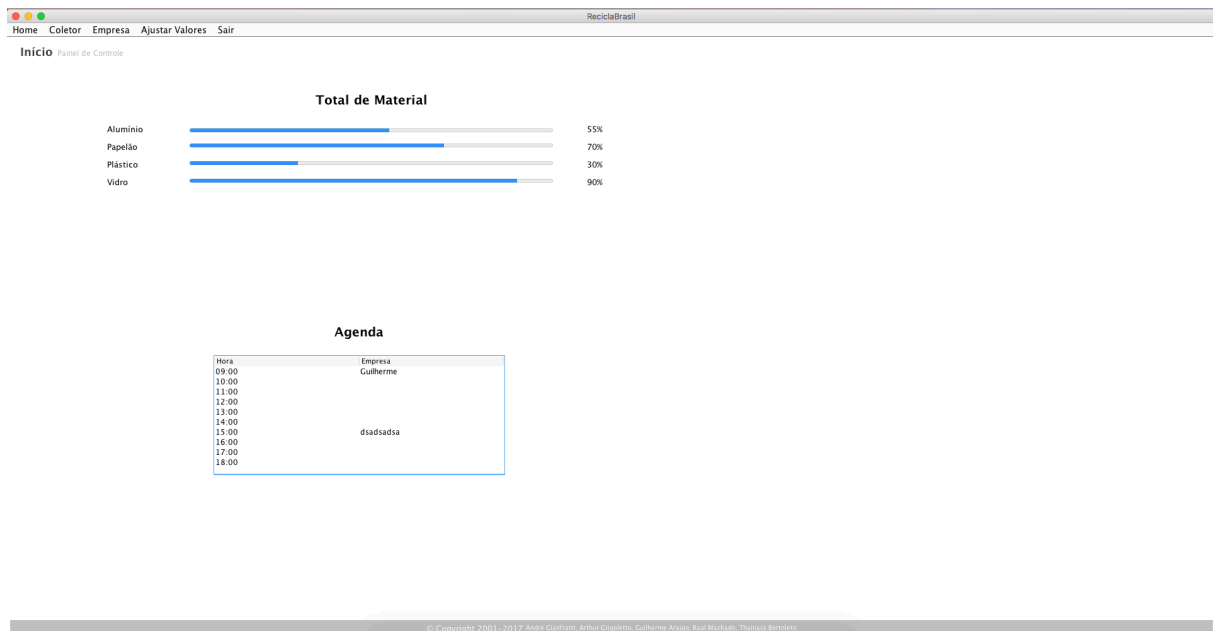 ReciclaBrasil
Home Coletor Empresa Ajustar Valores Sair
Início Painel de Controle
Total de Material
Alumínio 55%
Papelão 70%
Plástico 30%
Vidro 90%
Agenda
Hora Empresa
09:00 Guilherme
10:00
11:00
12:00
13:00
14:00
15:00 dsadsadsa
16:00
17:00
18:00
© Copyright 2001-2017 André, Arthur Grigoletto, Guilherme Araújo, Raul Machado, Thainara Bortoleto